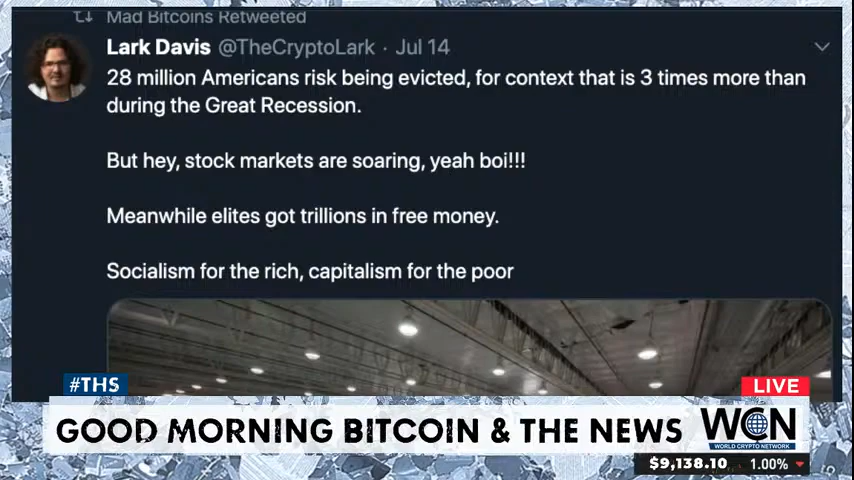 Mad Bitcoins Retweeted
Lark Davis @TheCryptoLark · Jul 14
28 million Americans risk being evicted, for context that is 3 times more than
during the Great Recession.
But hey, stock markets are soaring, yeah boi!!!
Meanwhile elites got trillions in free money.
Socialism for the rich, capitalism for the poor
#THS
LIVE
GOOD MORNING BITCOIN & THE NEWS
WCN
WORLD CRYPTO NETWORK
$9,138.10 1.00%